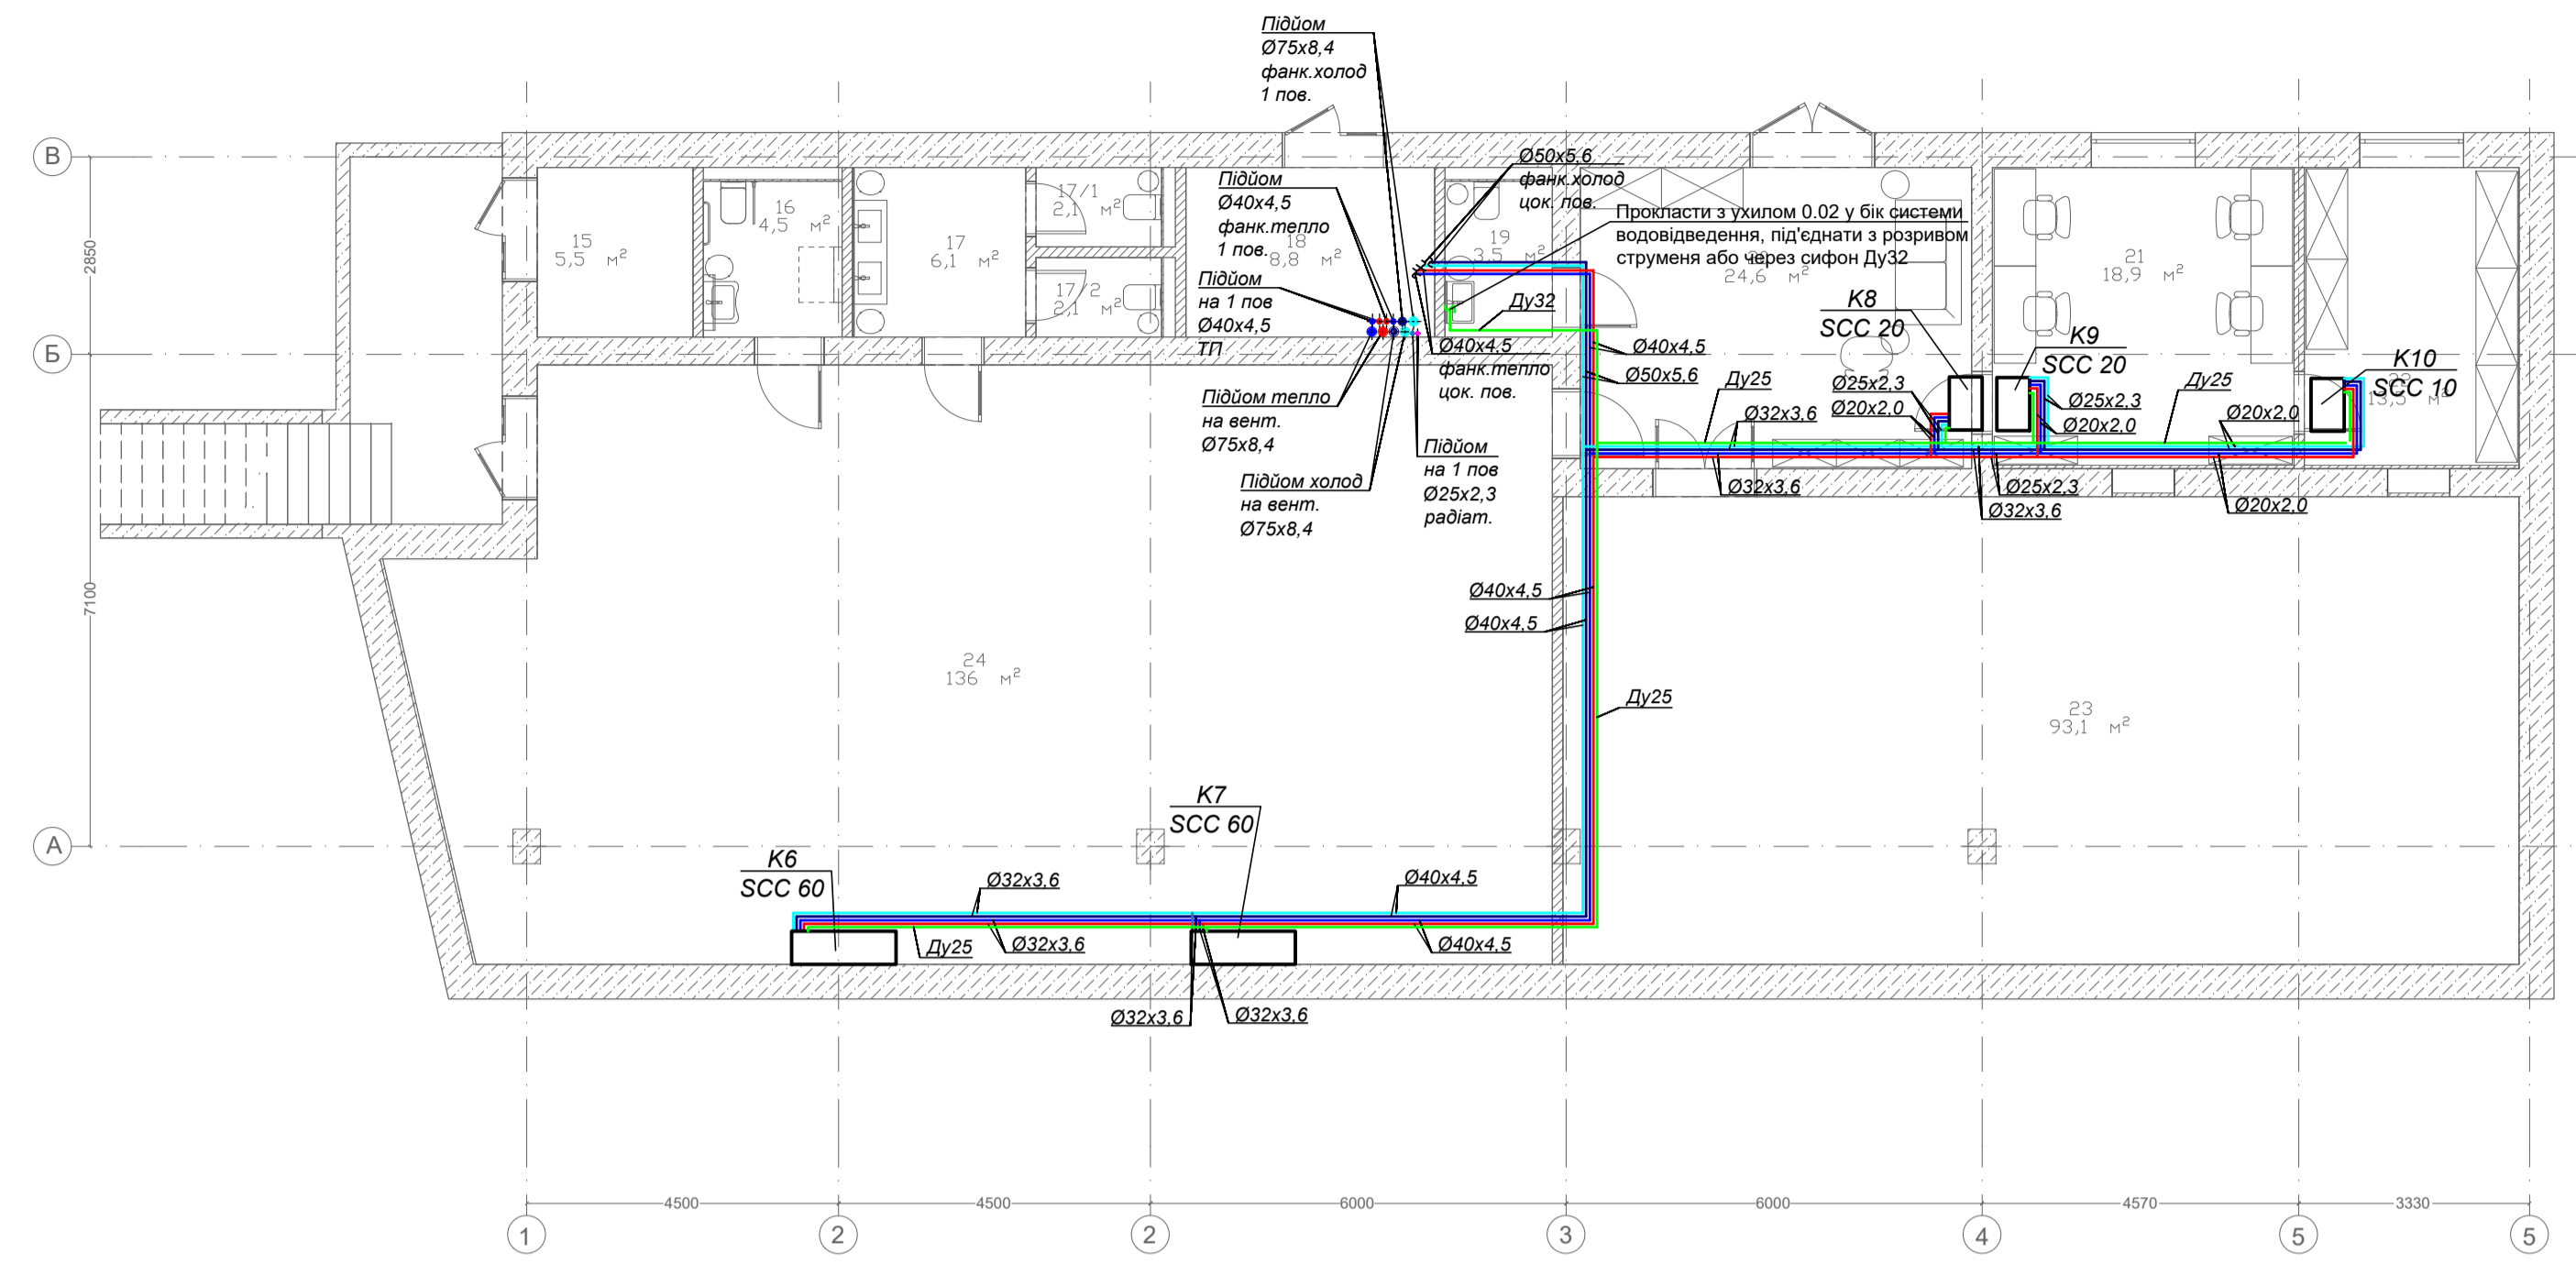 Підйом
Ø75x8,4
фанк.холод
1 пов.
В
Ø50x5,6
фанк.холод
цок. пов.
Підйом
Ø40x4,5
фанк.тепло
1 пов.
Прокласти з ухилом 0.02 у бік системи
водовідведення, під'єднати з розривом
струменя або через сифон Ду32
15
5,5 м²
16
4,5 м²
17
6,1 м²
17/1
2,1 м²
17/2
2,1 м²
18
8,8 м²
19
3,5 м²
24,6 м²
21
18,9 м²
2850
Підйом
на 1 пов
Ø40x4,5
ТП
Ду32
К8
SCC 20
К9
SCC 20
К10
SCC 10
13,5 м²
Б
Ø40x4,5
фанк.тепло
цок. пов.
Ø40x4,5
Ø50x5,6
Ду25
Ø32x3,6
Ø25x2,3
Ø20x2,0
Ø25x2,3
Ø20x2,0
Ду25
Ø20x2,0
Підйом тепло
на вент.
Ø75x8,4
Підйом холод
на вент.
Ø75x8,4
Підйом
на 1 пов
Ø25x2,3
радіат.
Ø32x3,6
Ø25x2,3
Ø32x3,6
Ø20x2,0
7100
Ø40x4,5
Ø40x4,5
24
136 м²
Ду25
23
93,1 м²
А
К6
SCC 60
К7
SCC 60
Ø32x3,6
Ø40x4,5
Ду25
Ø32x3,6
Ø40x4,5
Ø32x3,6
Ø32x3,6
4500
4500
6000
6000
4570
3330
1
2
2
3
4
5
5